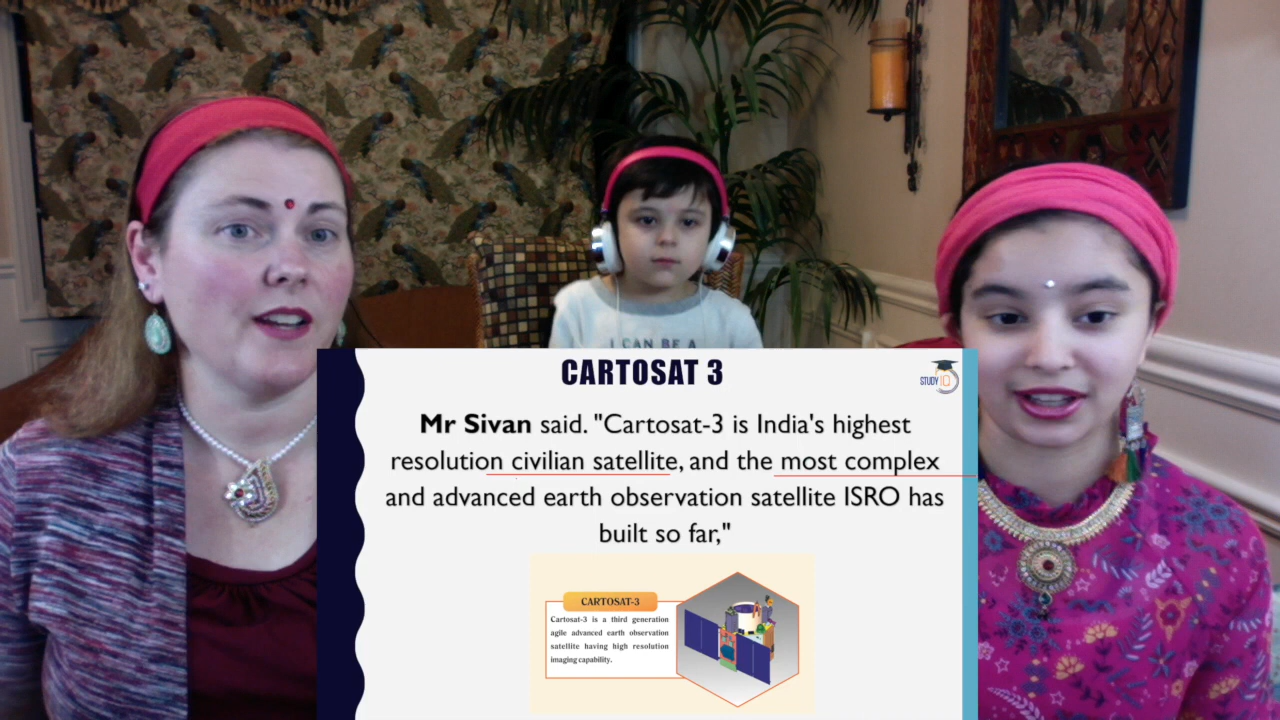 I CAN BE A
CARTOSAT 3
STUDY IQ
Mr Sivan said. "Cartosat-3 is India's highest
resolution civilian satellite, and the most complex
and advanced earth observation satellite ISRO has
built so far,"
CARTOSAT-3
Cartosat-3 is a third generation
agile advanced earth observation
satellite having high resolution
imaging capability.